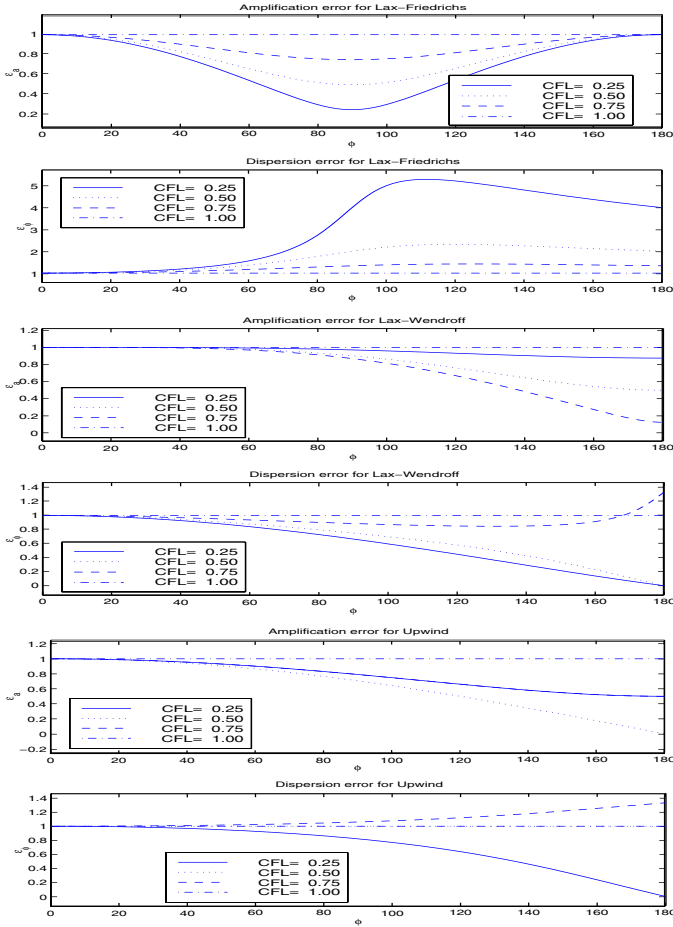 Amplification error for Lax−Friedrichs
1
0.8
0.6
0.4
0.2
ε_a
CFL= 0.25
CFL= 0.50
CFL= 0.75
CFL= 1.00
0 20 40 60 80 100 120 140 160 180
ϕ
Dispersion error for Lax−Friedrichs
5
4
3
2
1
ε_ϕ
CFL= 0.25
CFL= 0.50
CFL= 0.75
CFL= 1.00
0 20 40 60 80 100 120 140 160 180
ϕ
Amplification error for Lax−Wendroff
1.2
1
0.8
0.6
0.4
0.2
0
ε_a
CFL= 0.25
CFL= 0.50
CFL= 0.75
CFL= 1.00
0 20 40 60 80 100 120 140 160 180
ϕ
Dispersion error for Lax−Wendroff
1.4
1.2
1
0.8
0.6
0.4
0.2
0
ε_ϕ
CFL= 0.25
CFL= 0.50
CFL= 0.75
CFL= 1.00
0 20 40 60 80 100 120 140 160 180
ϕ
Amplification error for Upwind
1.2
1
0.8
0.6
0.4
0.2
0
−0.2
ε_a
CFL= 0.25
CFL= 0.50
CFL= 0.75
CFL= 1.00
0 20 40 60 80 100 120 140 160 180
ϕ
Dispersion error for Upwind
1.4
1.2
1
0.8
0.6
0.4
0.2
0
ε_ϕ
CFL= 0.25
CFL= 0.50
CFL= 0.75
CFL= 1.00
0 20 40 60 80 100 120 140 160 180
ϕ